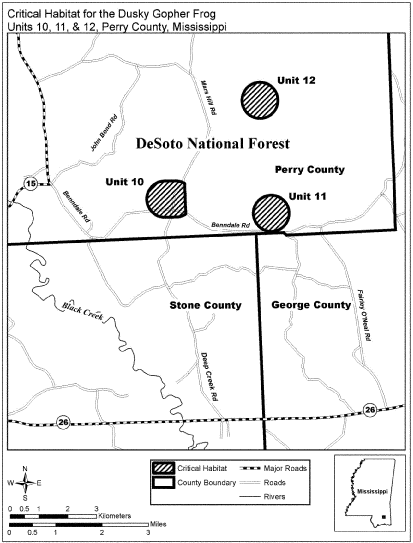 Critical Habitat for the Dusky Gopher Frog
Units 10, 11, & 12, Perry County, Mississippi
Unit 12
Mars Hill Rd
John Bond Rd
DeSoto National Forest
Perry County
15
Unit 10
Unit 11
Benndale Rd
Benndale Rd
Black Creek
Stone County
George County
Fairley O'Neal Rd
Deep Creek Rd
26
26
N
W E
S
0 0.5 1 2 3
Kilometers
0 0.5 1 2 3
Miles
Critical Habitat
County Boundary
Major Roads
Roads
Rivers
Mississippi